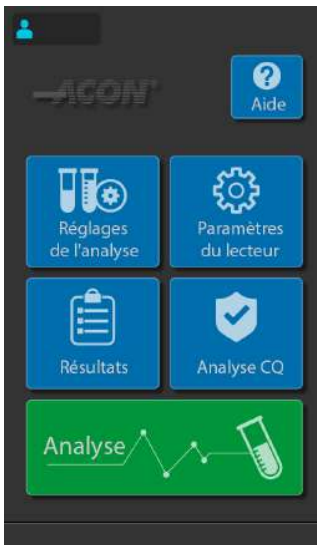 ACON®
?
Aide
Réglages
de l'analyse
Paramètres
du lecteur
Résultats
Analyse CQ
Analyse